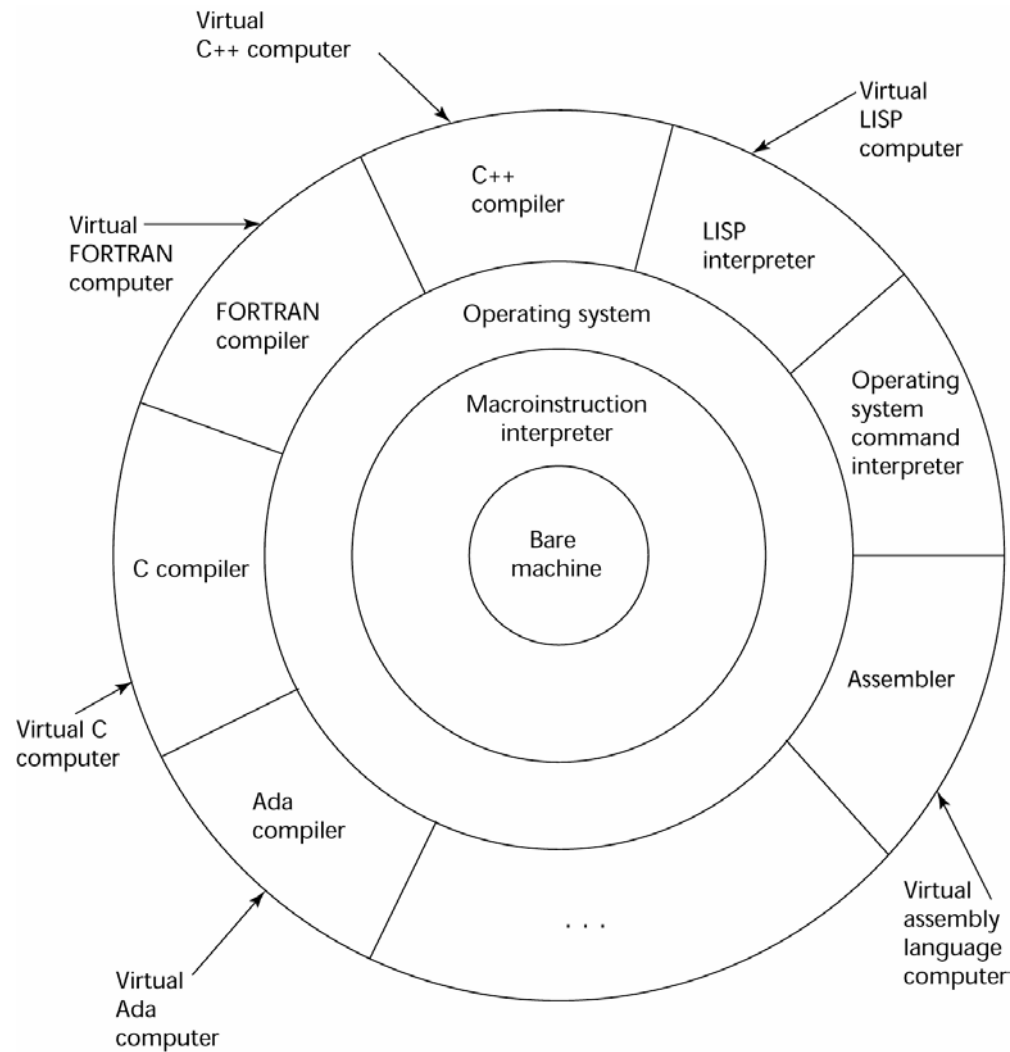 Virtual
C++ computer
Virtual
LISP
computer
C++
compiler
Virtual
FORTRAN
computer
LISP
interpreter
FORTRAN
compiler
Operating system
Operating
system
command
interpreter
Macroinstruction
interpreter
Bare
machine
C compiler
Assembler
Virtual C
computer
Ada
compiler
. . .
Virtual
assembly
language
computer
Virtual
Ada
computer